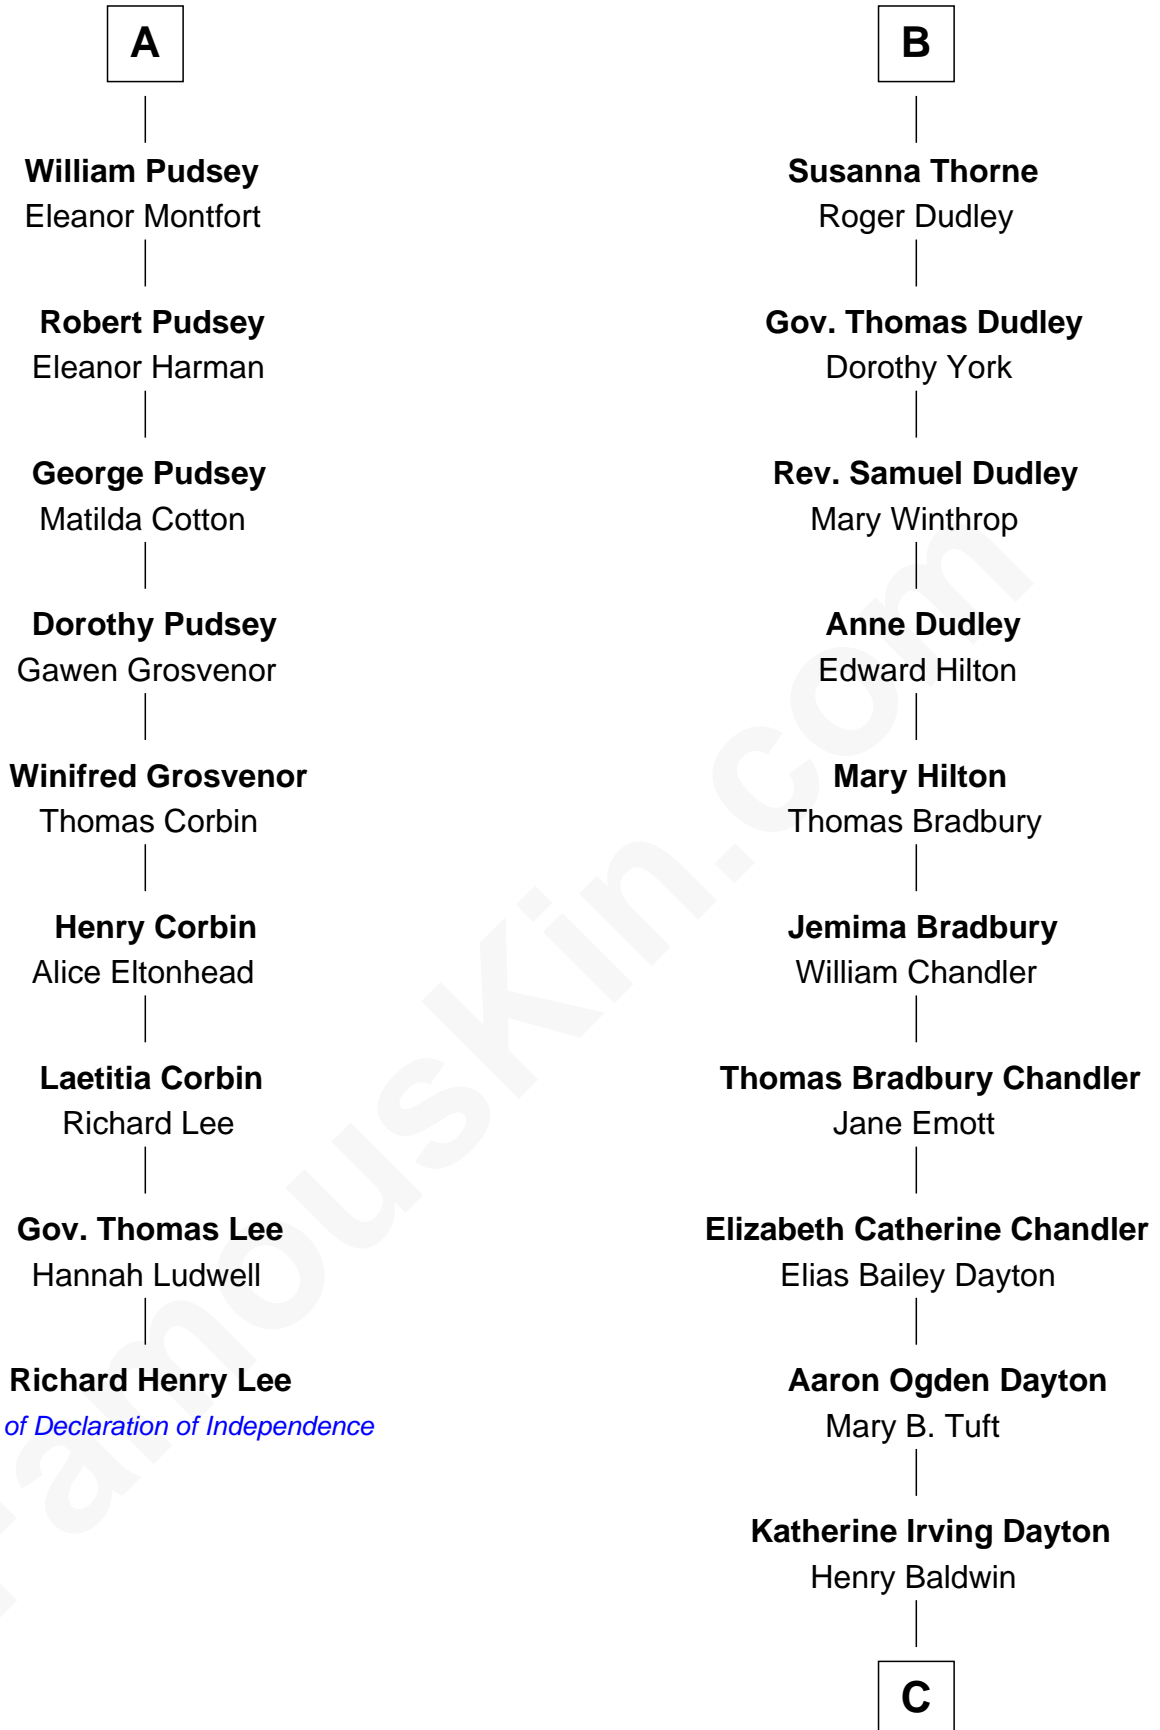 A
William Pudsey
Eleanor Montfort
Robert Pudsey
Eleanor Harman
George Pudsey
Matilda Cotton
Dorothy Pudsey
Gawen Grosvenor
Winifred Grosvenor
Thomas Corbin
Henry Corbin
Alice Eltonhead
Laetitia Corbin
Richard Lee
Gov. Thomas Lee
Hannah Ludwell
Richard Henry Lee
of Declaration of Independence
B
Susanna Thorne
Roger Dudley
Gov. Thomas Dudley
Dorothy York
Rev. Samuel Dudley
Mary Winthrop
Anne Dudley
Edward Hilton
Mary Hilton
Thomas Bradbury
Jemima Bradbury
William Chandler
Thomas Bradbury Chandler
Jane Emott
Elizabeth Catherine Chandler
Elias Bailey Dayton
Aaron Ogden Dayton
Mary B. Tuft
Katherine Irving Dayton
Henry Baldwin
C
FamousKin.com